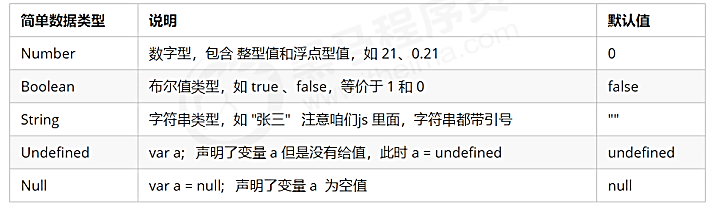 简单数据类型 说明 默认值
Number 数字型，包含 整型值和浮点型值，如 21、0.21 0
Boolean 布尔值类型，如 true 、false，等价于 1 和 0 false
String 字符串类型，如 "张三" 注意咱们js 里面，字符串都带引号 ""
Undefined var a; 声明了变量 a 但是没有给值，此时 a = undefined undefined
Null var a = null; 声明了变量 a 为空值 null